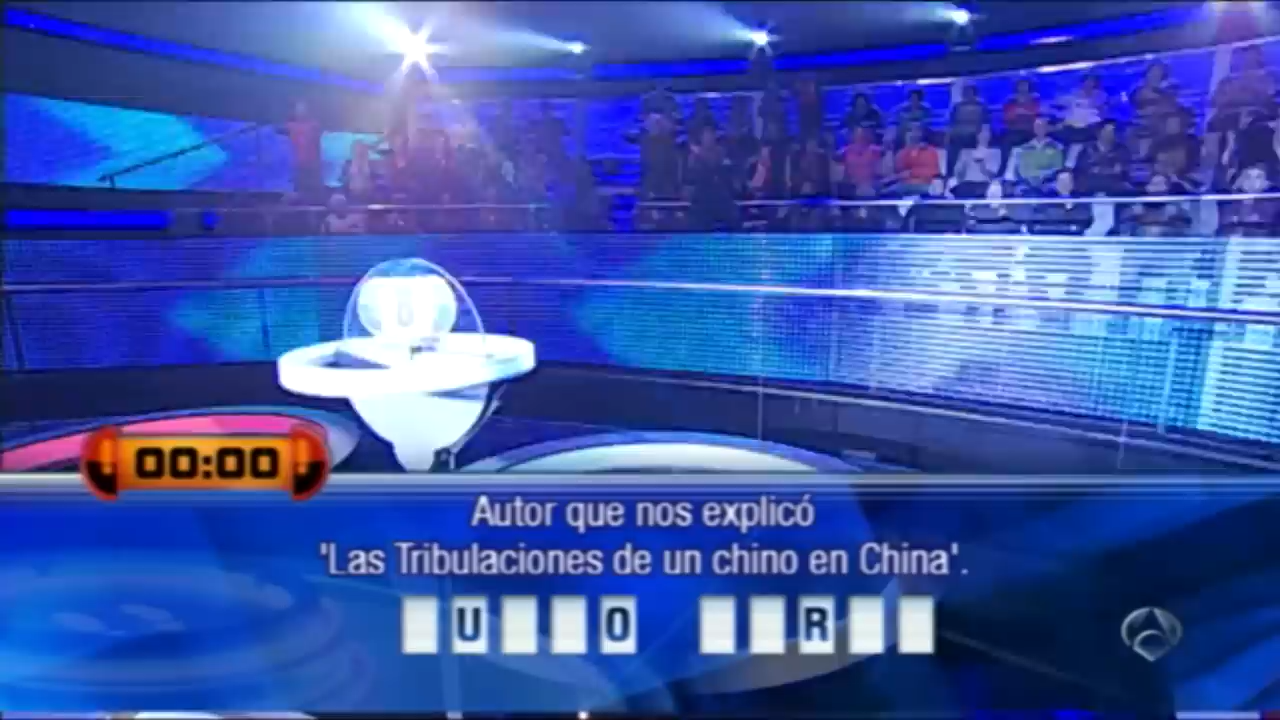 00:00
Autor que nos explicó
'Las Tribulaciones de un chino en China'.
U O R